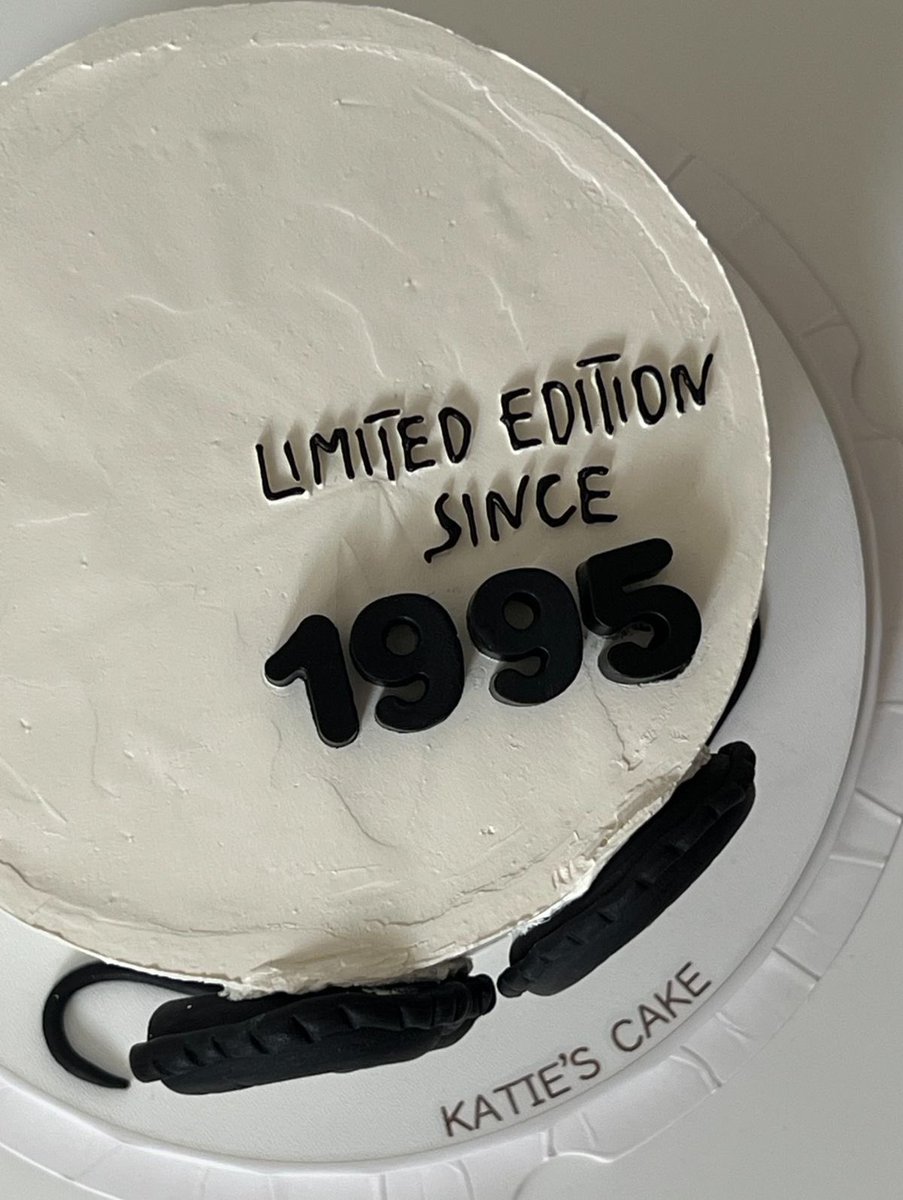 LIMITED EDITION
SINCE
1995
KATIE'S CAKE